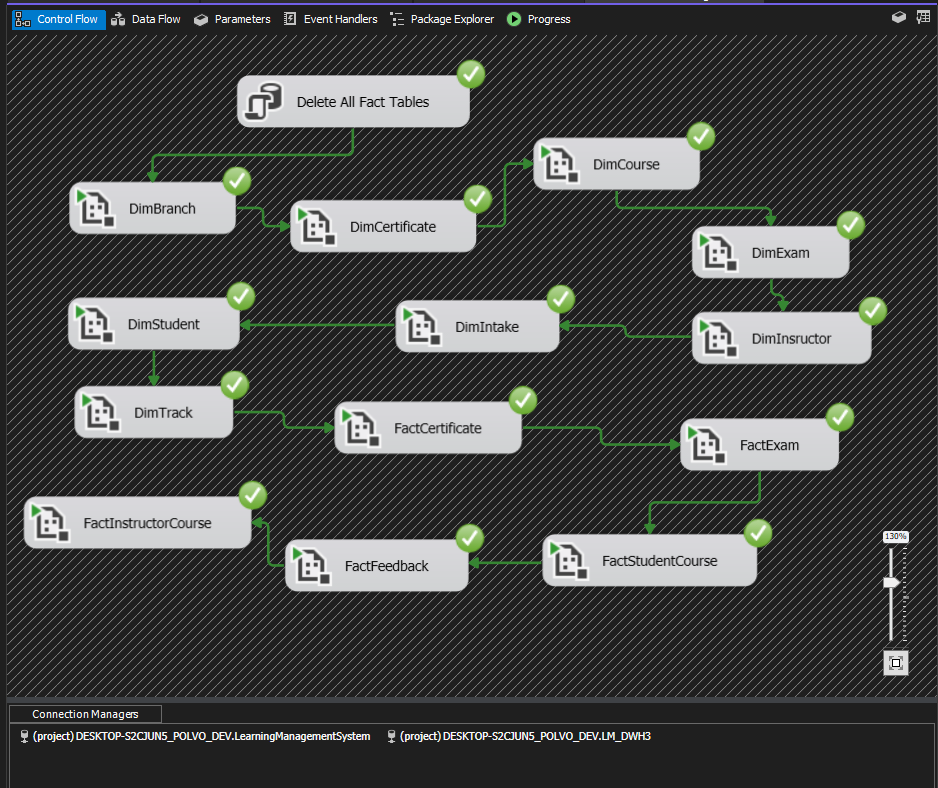 Control Flow Data Flow Parameters Event Handlers Package Explorer Progress
Delete All Fact Tables
DimBranch
DimCertificate
DimCourse
DimExam
DimInsructor
DimIntake
DimStudent
DimTrack
FactCertificate
FactExam
FactStudentCourse
FactFeedback
FactInstructorCourse
130%
Connection Managers
(project) DESKTOP-S2CJUN5_POLVO_DEV.LearningManagementSystem (project) DESKTOP-S2CJUN5_POLVO_DEV.LM_DWH3